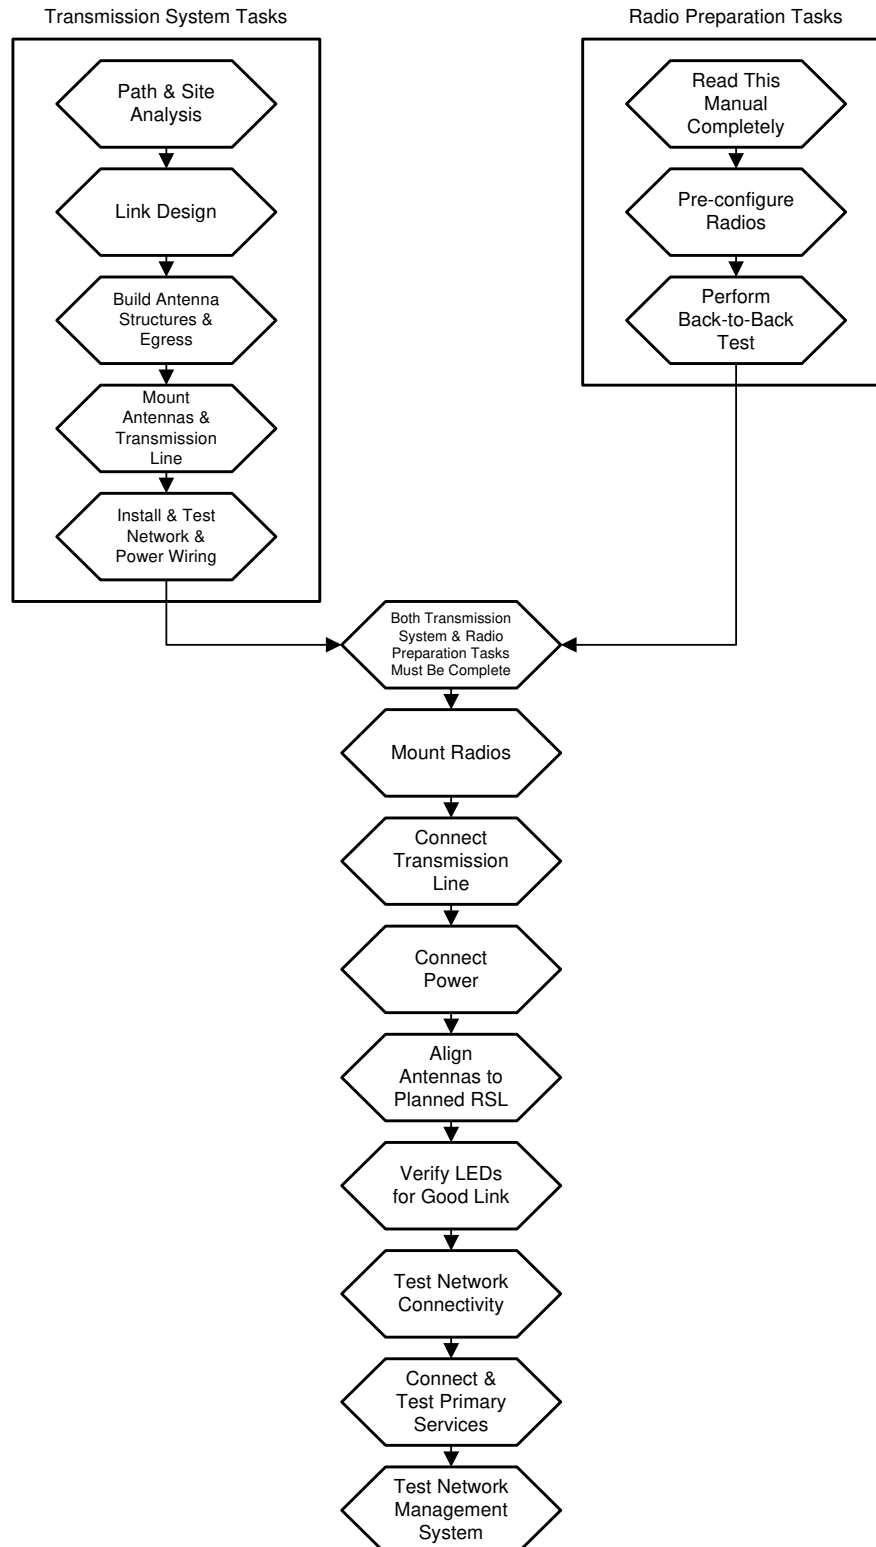 Transmission System Tasks
Path & Site
Analysis
Link Design
Build Antenna
Structures &
Egress
Mount
Antennas &
Transmission
Line
Install & Test
Network &
Power Wiring
Radio Preparation Tasks
Read This
Manual
Completely
Pre-configure
Radios
Perform
Back-to-Back
Test
Both Transmission
System & Radio
Preparation Tasks
Must Be Complete
Mount Radios
Connect
Transmission
Line
Connect
Power
Align
Antennas to
Planned RSL
Verify LEDs
for Good Link
Test Network
Connectivity
Connect &
Test Primary
Services
Test Network
Management
System